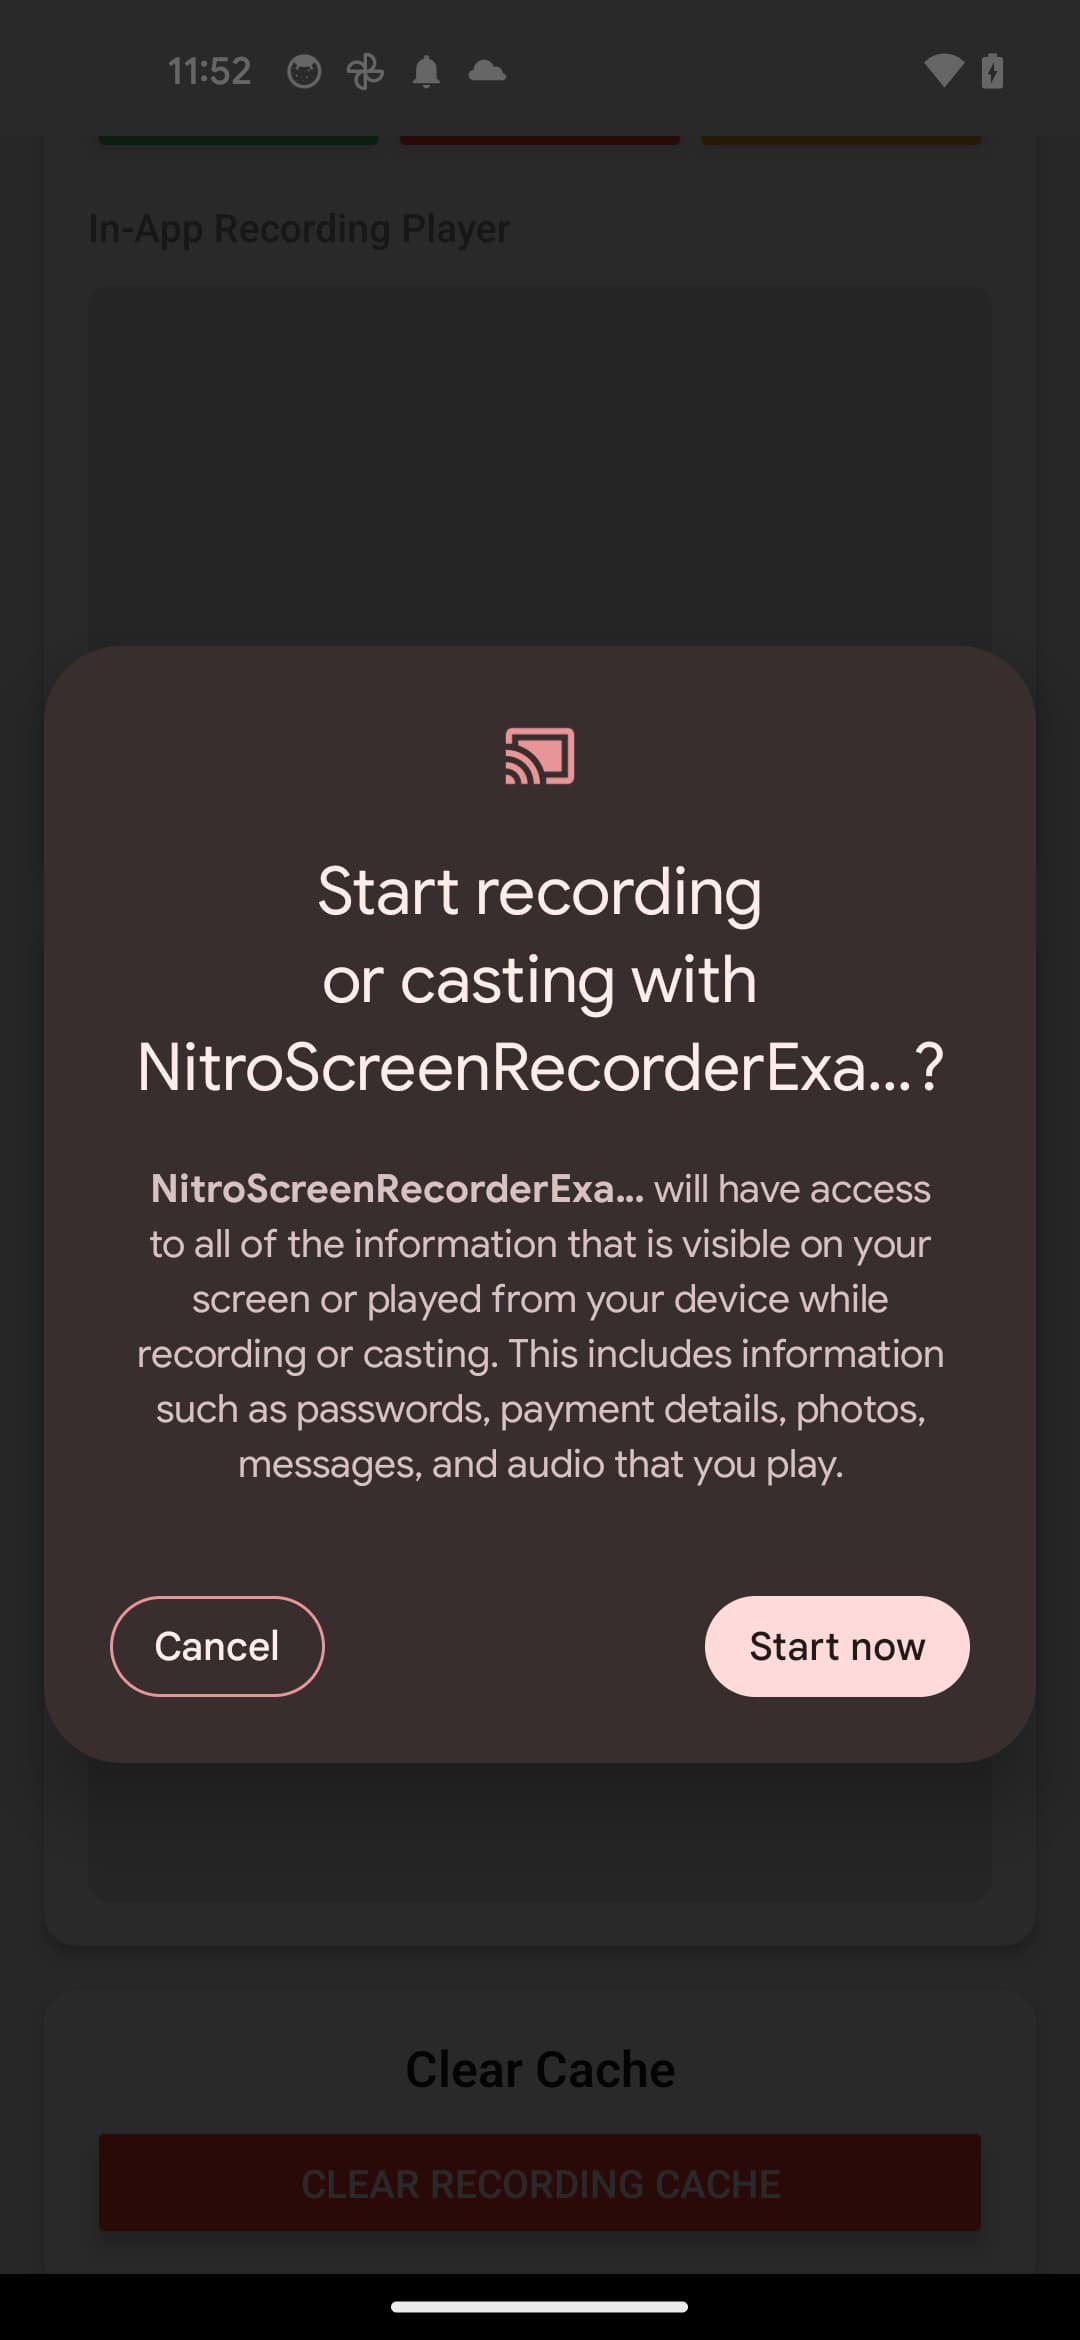 11:52
In-App Recording Player
Start recording
or casting with
NitroScreenRecorderExa...?
NitroScreenRecorderExa... will have access
to all of the information that is visible on your
screen or played from your device while
recording or casting. This includes information
such as passwords, payment details, photos,
messages, and audio that you play.
Cancel
Start now
Clear Cache
CLEAR RECORDING CACHE